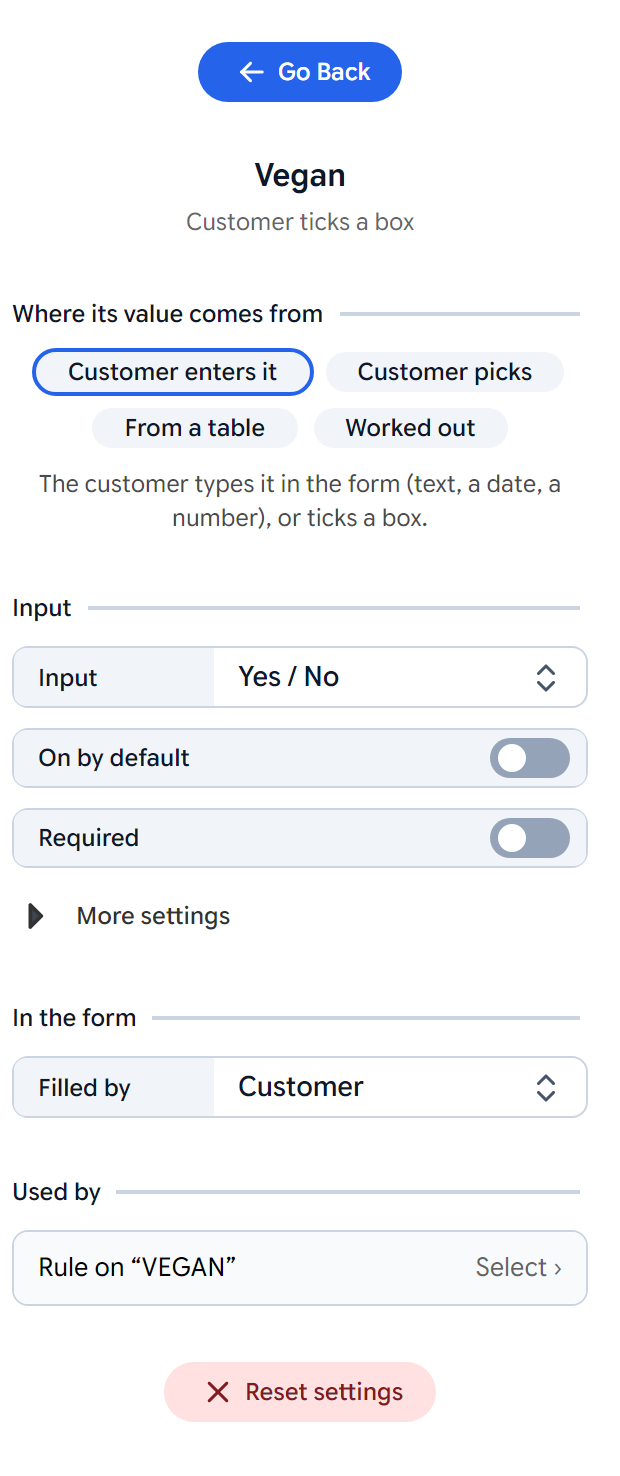 Go Back
Vegan
Customer ticks a box
Where its value comes from
Customer enters it
Customer picks
From a table
Worked out
The customer types it in the form (text, a date, a
number), or ticks a box.
Input
Input
Yes / No
On by default
Required
More settings
In the form
Filled by
Customer
Used by
Rule on “VEGAN”
Select ›
Reset settings